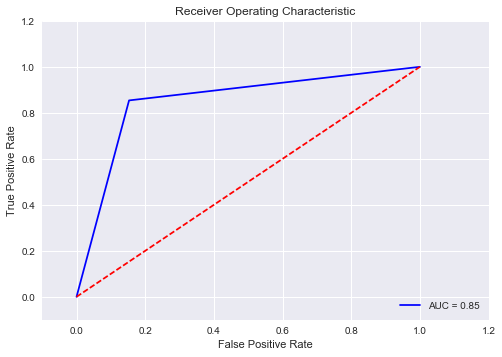 Receiver Operating Characteristic
1.2
1.0
0.8
0.6
0.4
0.2
0.0
True Positive Rate
AUC = 0.85
0.0 0.2 0.4 0.6 0.8 1.0 1.2
False Positive Rate